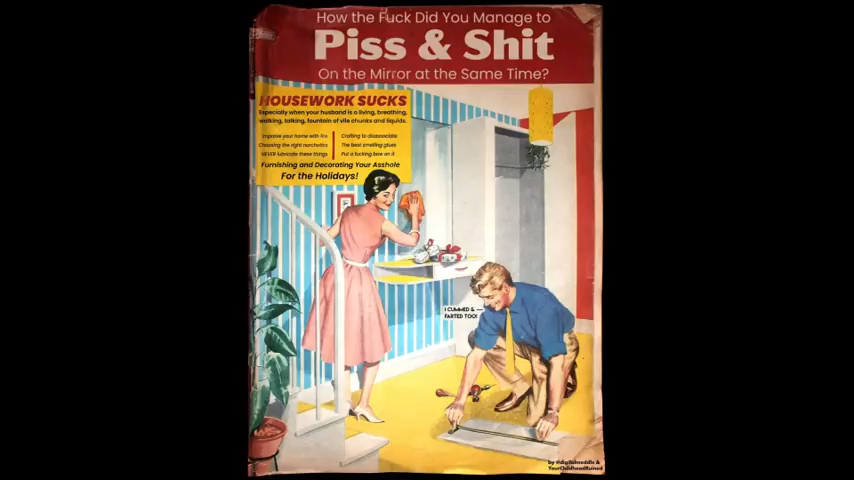 How the Fuck Did You Manage to
Piss & Shit
On the Mirror at the Same Time?
HOUSEWORK SUCKS
Especially when your husband is a living, breathing,
walking, talking, fountain of vile chunks and liquids.
Improve your home with fire
Choosing the right narcotics
NEVER lubricate these things
Crafting to disassociate
The best smelling glues
Put a fucking bow on it
Furnishing and Decorating Your Asshole
For the Holidays!
I CUMMED &
FARTED TOO!
by @digitalmeddle &
YourChildhoodRuined